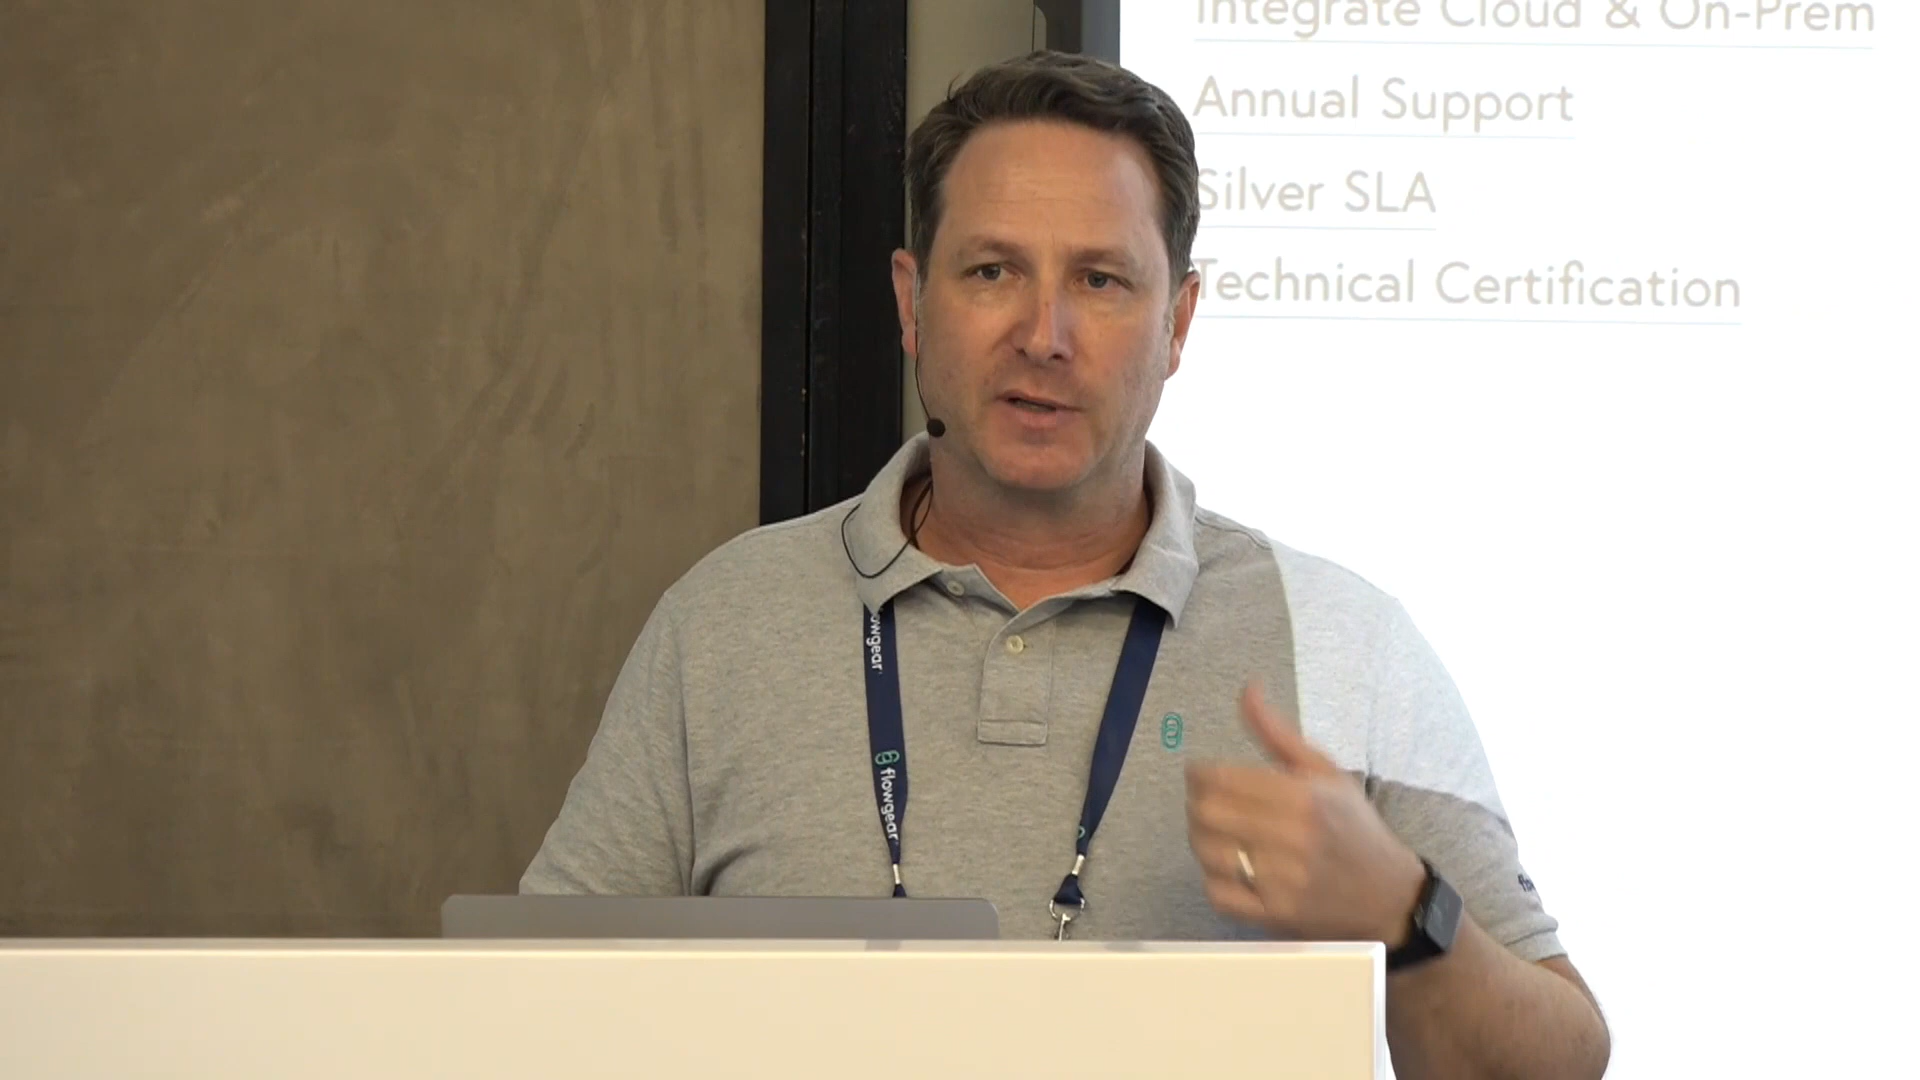 Integrate Cloud & On-Prem
Annual Support
Silver SLA
Technical Certification
flowgear
flowgear